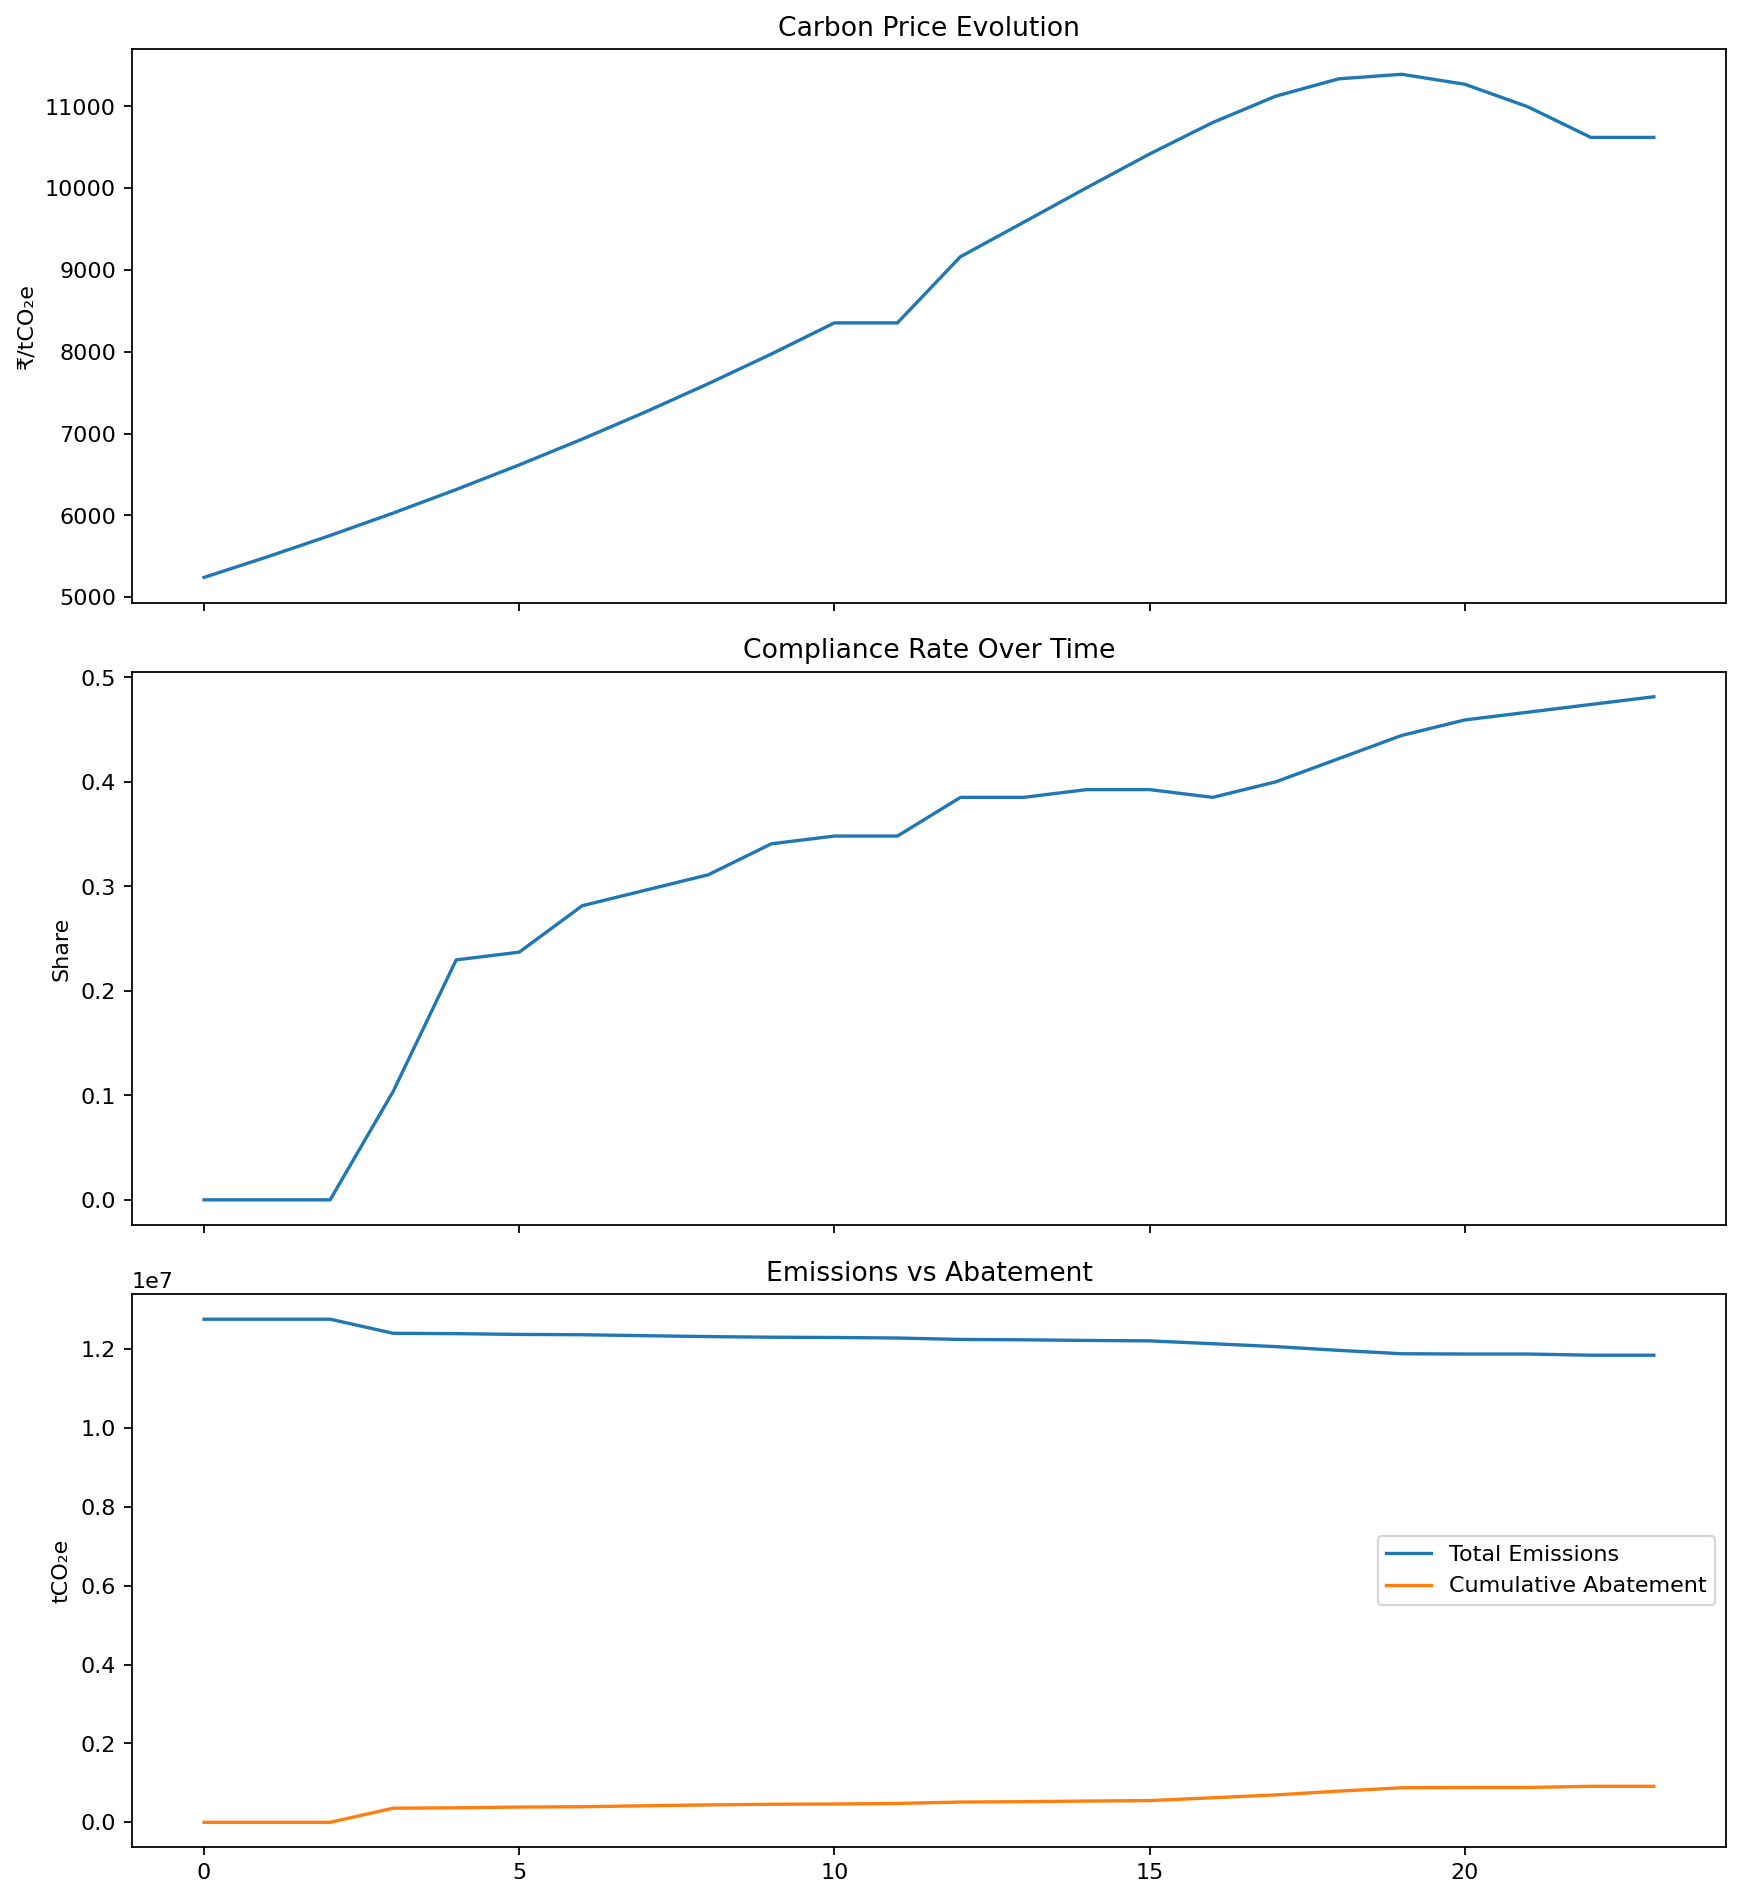 Carbon Price Evolution
11000
10000
9000
8000
7000
6000
5000
₹/tCO₂e
Compliance Rate Over Time
0.5
0.4
0.3
0.2
0.1
0.0
Share
Emissions vs Abatement
1e7
1.2
1.0
0.8
0.6
0.4
0.2
0.0
tCO₂e
Total Emissions
Cumulative Abatement
0 5 10 15 20